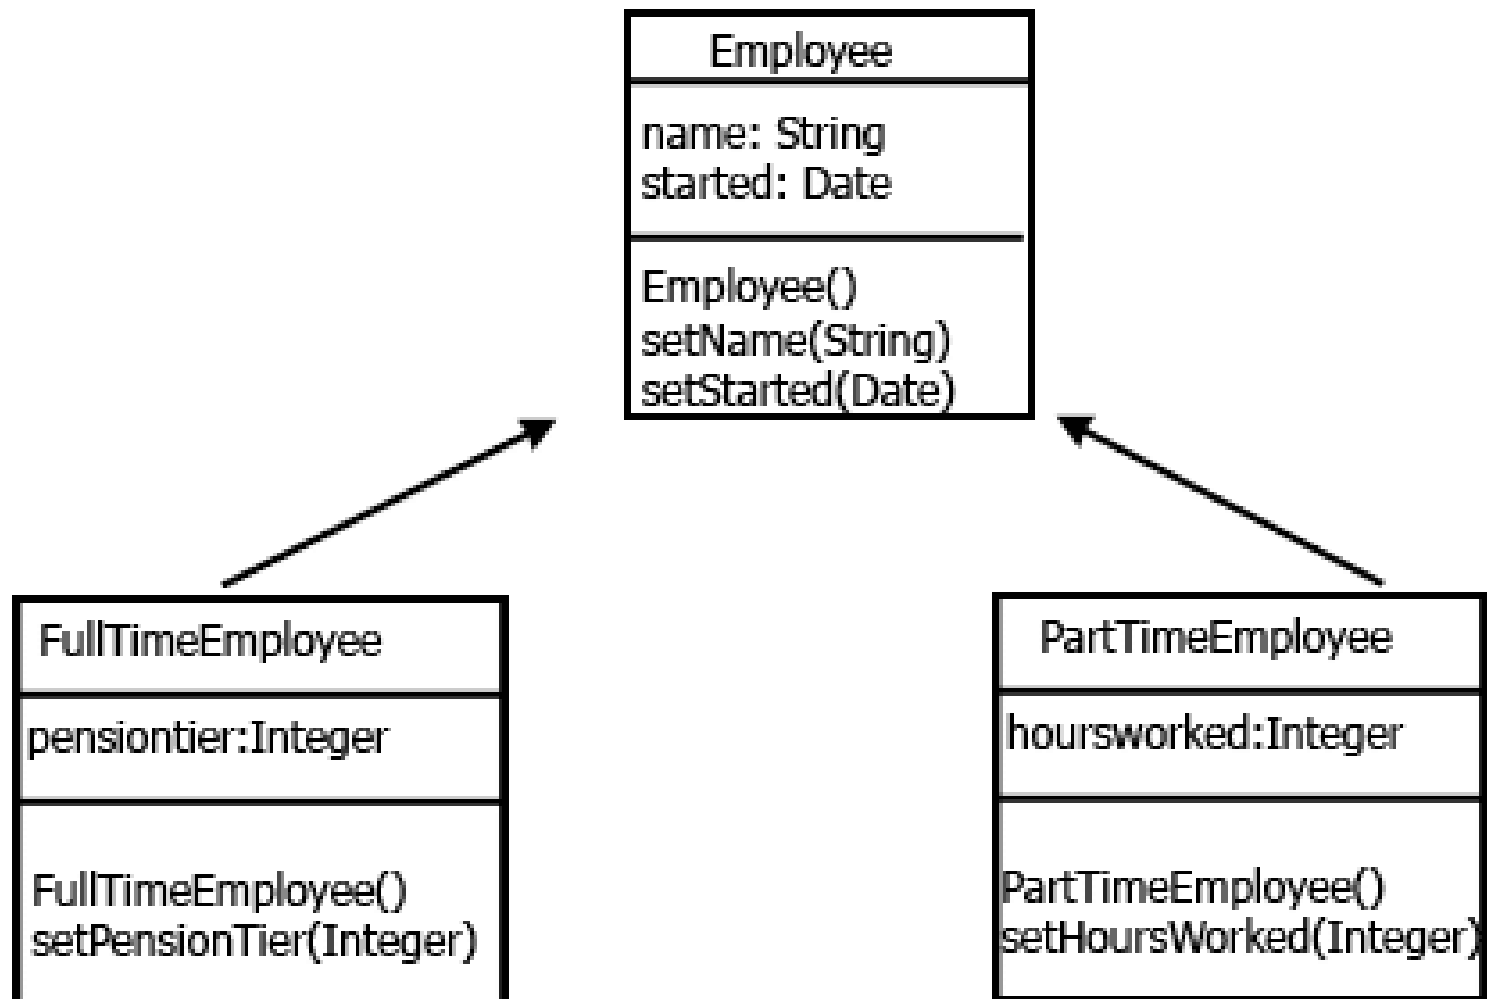 Employee
name: String
started: Date
Employee()
setName(String)
setStarted(Date)
FullTimeEmployee
pensiontier:Integer
FullTimeEmployee()
setPensionTier(Integer)
PartTimeEmployee
hoursworked:Integer
PartTimeEmployee()
setHoursWorked(Integer)